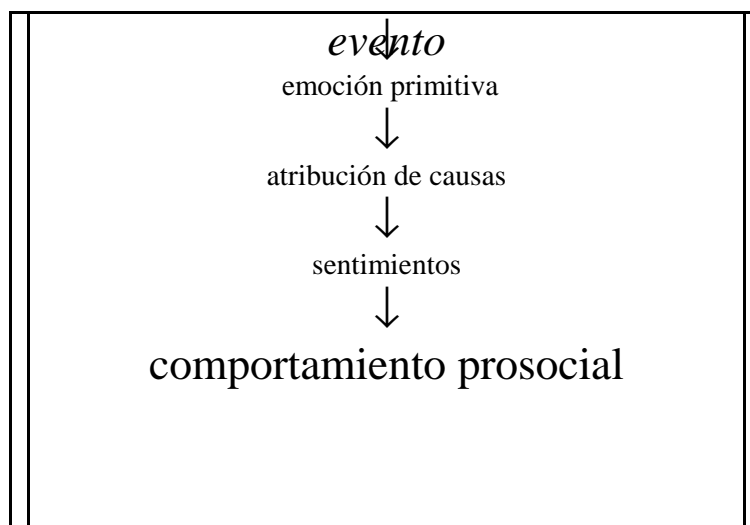 evento
emoción primitiva
atribución de causas
sentimientos
comportamiento prosocial